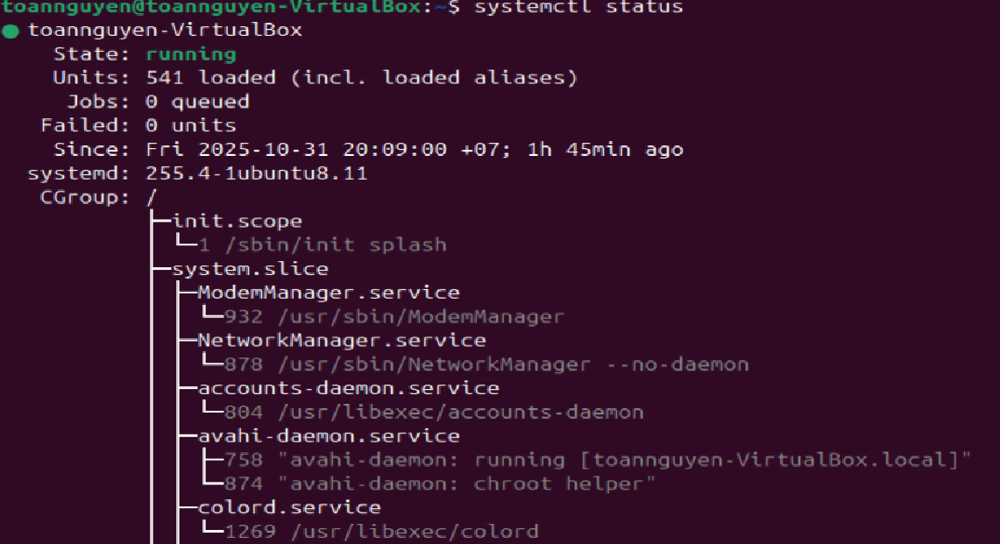 toannguyen@toannguyen-VirtualBox:~$ systemctl status
● toannguyen-VirtualBox
State: running
Units: 541 loaded (incl. loaded aliases)
Jobs: 0 queued
Failed: 0 units
Since: Fri 2025-10-31 20:09:00 +07; 1h 45min ago
systemd: 255.4-1ubuntu8.11
CGroup: /
├─init.scope
│ └─1 /sbin/init splash
├─system.slice
│ ├─ModemManager.service
│ │ └─932 /usr/sbin/ModemManager
│ ├─NetworkManager.service
│ │ └─878 /usr/sbin/NetworkManager --no-daemon
│ ├─accounts-daemon.service
│ │ └─804 /usr/libexec/accounts-daemon
│ ├─avahi-daemon.service
│ │ ├─758 "avahi-daemon: running [toannguyen-VirtualBox.local]"
│ │ └─874 "avahi-daemon: chroot helper"
│ ├─colord.service
│ │ └─1269 /usr/libexec/colord